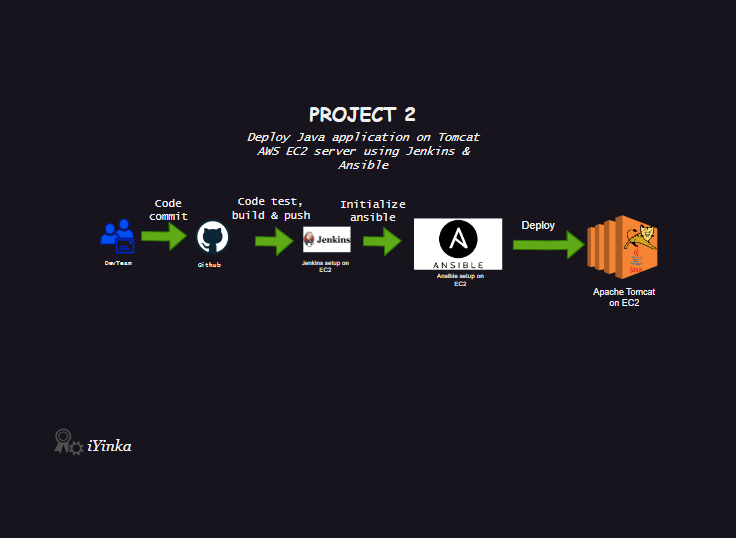 PROJECT 2
Deploy Java application on Tomcat
AWS EC2 server using Jenkins &
Ansible
Code
commit
Code test,
build & push
Initialize
ansible
Deploy
DevTeam
Github
Jenkins
Jenkins setup on
EC2
ANSIBLE
Ansible setup on
EC2
Java
Apache Tomcat
on EC2
iYinka